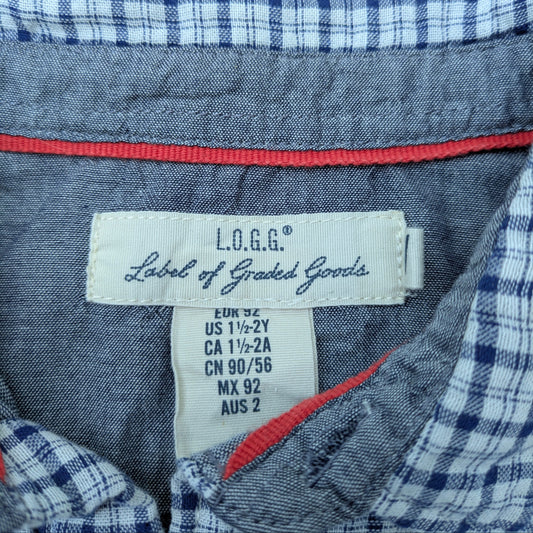 L.O.G.G.®
Label of Graded Goods
EUR 92
US 1½-2Y
CA 1½-2A
CN 90/56
MX 92
AUS 2